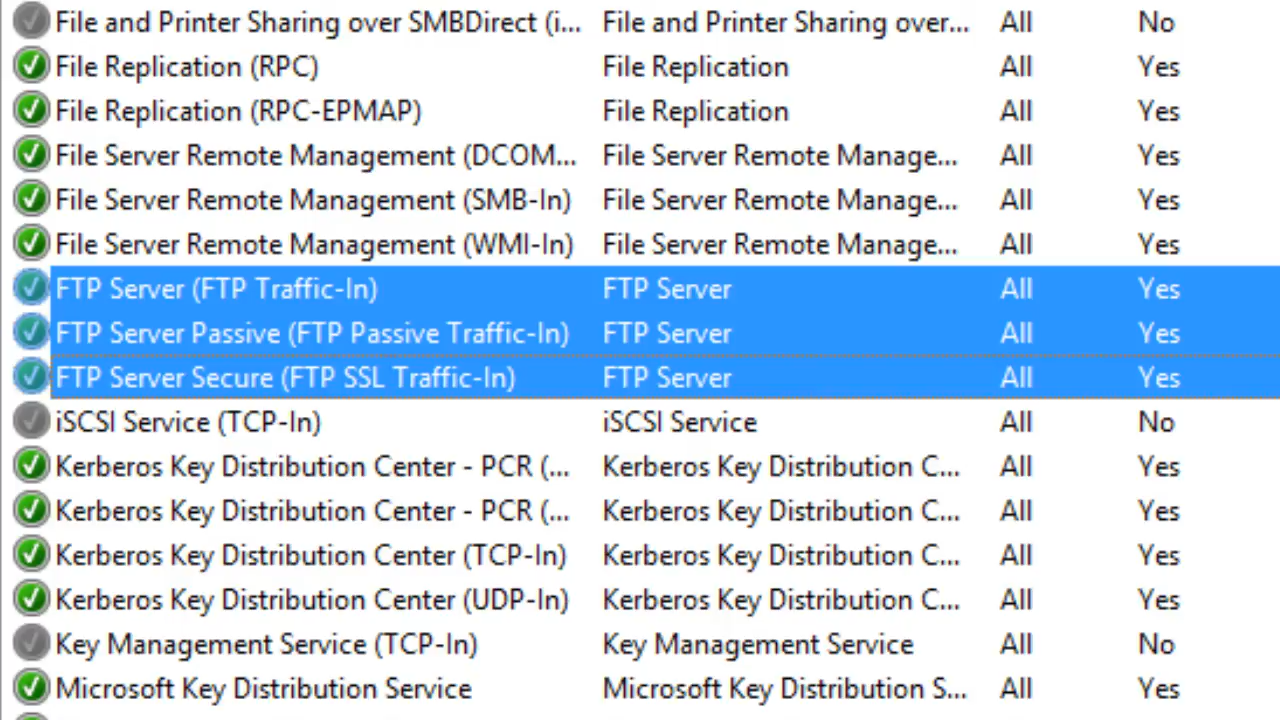 File and Printer Sharing over SMBDirect (i... File and Printer Sharing over... All No
File Replication (RPC) File Replication All Yes
File Replication (RPC-EPMAP) File Replication All Yes
File Server Remote Management (DCOM... File Server Remote Manage... All Yes
File Server Remote Management (SMB-In) File Server Remote Manage... All Yes
File Server Remote Management (WMI-In) File Server Remote Manage... All Yes
FTP Server (FTP Traffic-In) FTP Server All Yes
FTP Server Passive (FTP Passive Traffic-In) FTP Server All Yes
FTP Server Secure (FTP SSL Traffic-In) FTP Server All Yes
iSCSI Service (TCP-In) iSCSI Service All No
Kerberos Key Distribution Center - PCR (... Kerberos Key Distribution C... All Yes
Kerberos Key Distribution Center - PCR (... Kerberos Key Distribution C... All Yes
Kerberos Key Distribution Center (TCP-In) Kerberos Key Distribution C... All Yes
Kerberos Key Distribution Center (UDP-In) Kerberos Key Distribution C... All Yes
Key Management Service (TCP-In) Key Management Service All No
Microsoft Key Distribution Service Microsoft Key Distribution S... All Yes